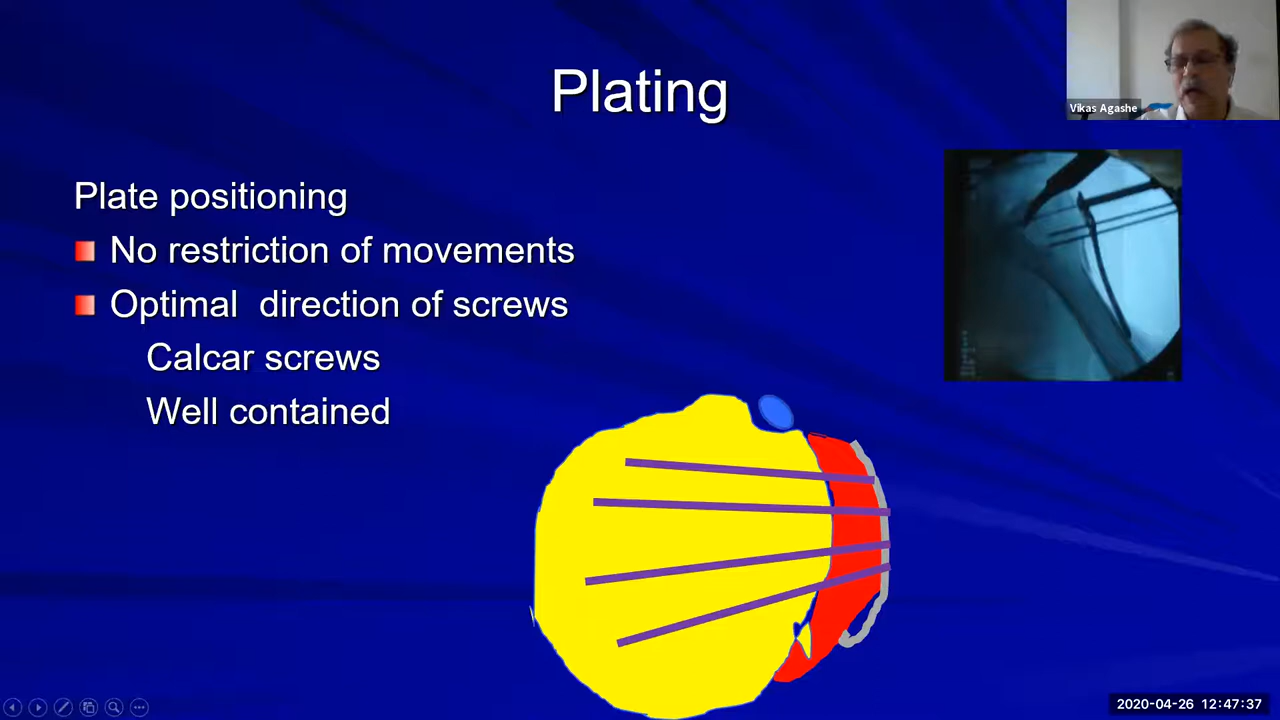 Plating
Vikas Agashe
Plate positioning
No restriction of movements
Optimal  direction of screws
Calcar screws
Well contained
2020-04-26 12:47:37